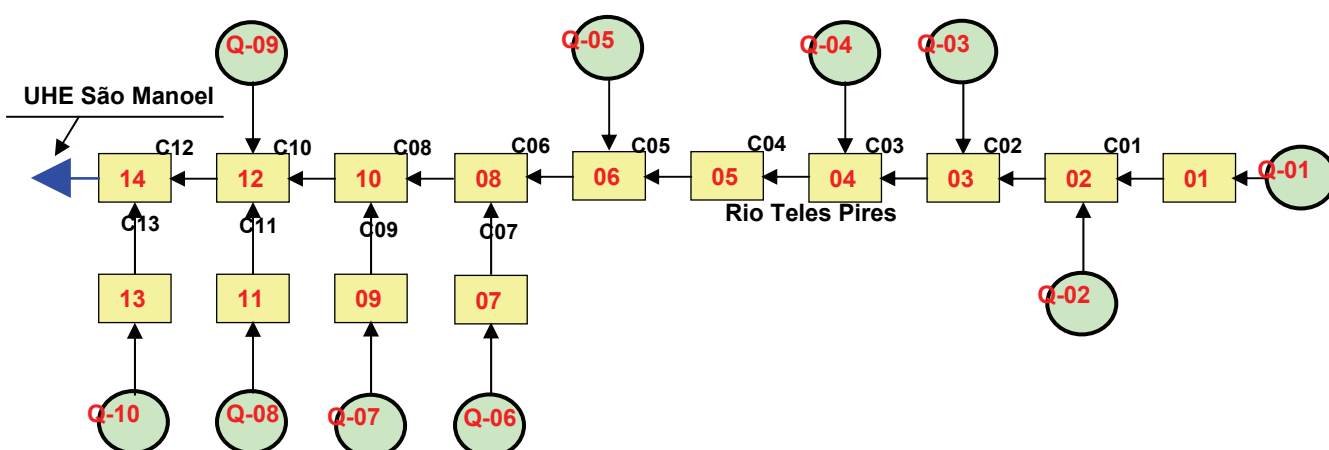 Q-09
Q-05
Q-04
Q-03
UHE São Manoel
C12
C10
C08
C06
C05
C04
C03
C02
C01
14
12
10
08
06
05
04
03
02
01
Q-01
Rio Teles Pires
C13
C11
C09
C07
13
11
09
07
Q-02
Q-10
Q-08
Q-07
Q-06